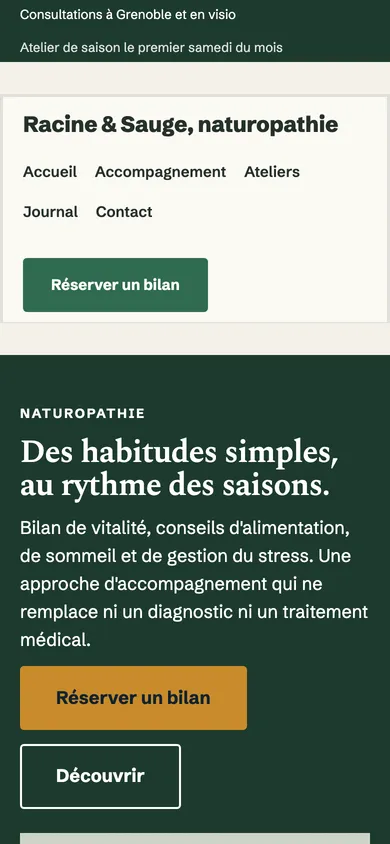 Consultations à Grenoble et en visio
Atelier de saison le premier samedi du mois
Racine & Sauge, naturopathie
Accueil Accompagnement Ateliers
Journal Contact
Réserver un bilan
NATUROPATHIE
Des habitudes simples,
au rythme des saisons.
Bilan de vitalité, conseils d'alimentation,
de sommeil et de gestion du stress. Une
approche d'accompagnement qui ne
remplace ni un diagnostic ni un traitement
médical.
Réserver un bilan
Découvrir